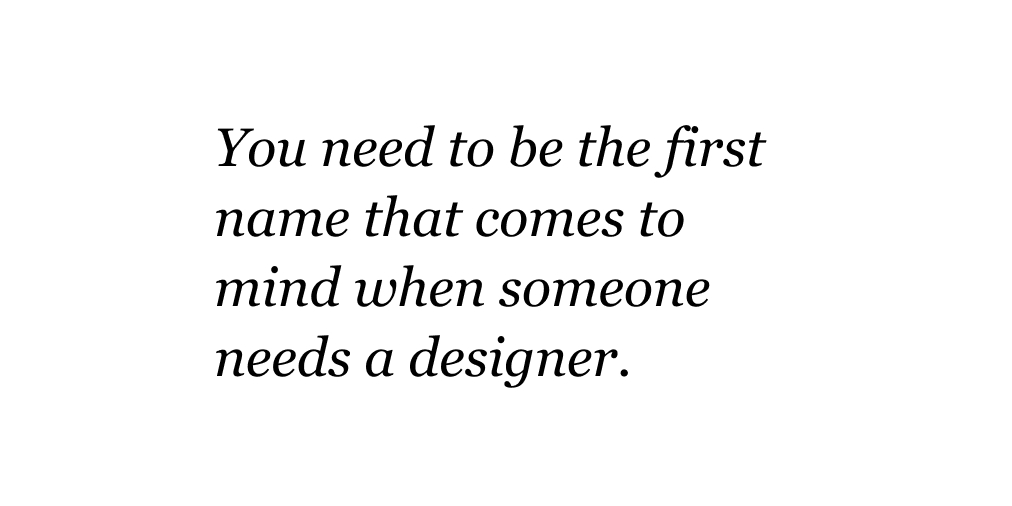 You need to be the first
name that comes to
mind when someone
needs a designer.